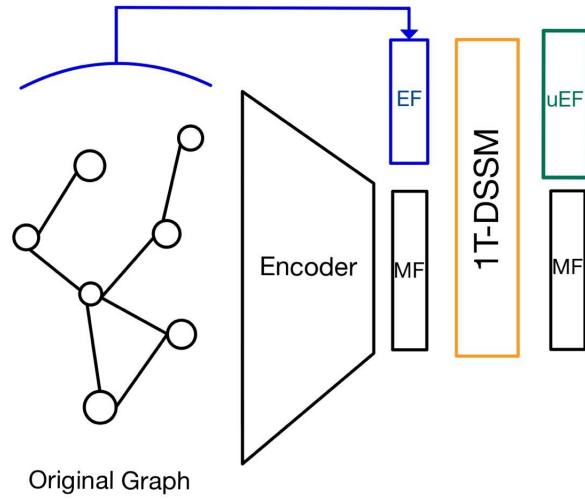 EF
uEF
1T-DSSM
Encoder
MF
MF
Original Graph